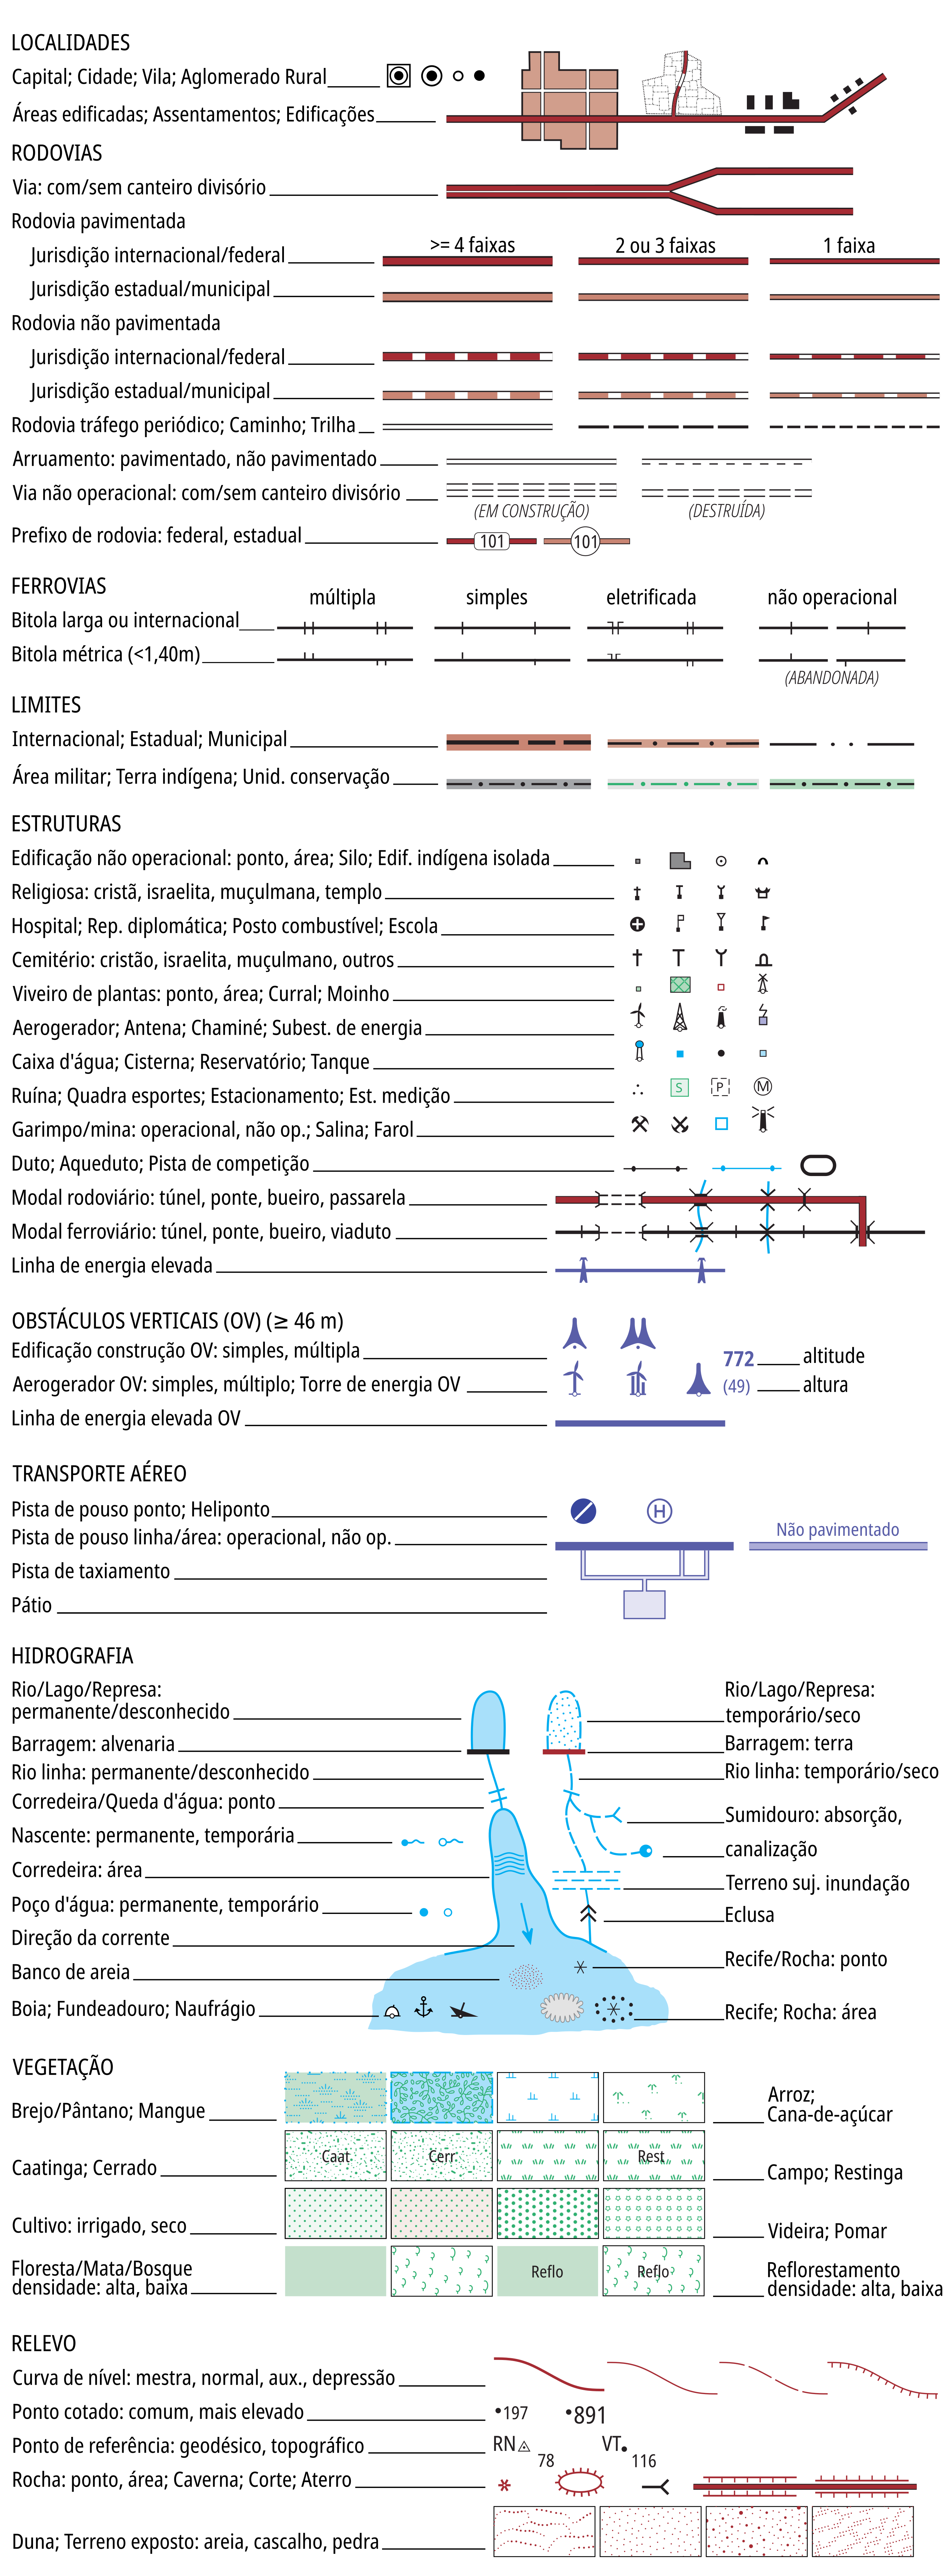 LOCALIDADES
Capital; Cidade; Vila; Aglomerado Rural
Áreas edificadas; Assentamentos; Edificações
RODOVIAS
Via: com/sem canteiro divisório
Rodovia pavimentada
>= 4 faixas 2 ou 3 faixas 1 faixa
Jurisdição internacional/federal
Jurisdição estadual/municipal
Rodovia não pavimentada
Jurisdição internacional/federal
Jurisdição estadual/municipal
Rodovia tráfego periódico; Caminho; Trilha
Arruamento: pavimentado, não pavimentado
Via não operacional: com/sem canteiro divisório
(EM CONSTRUÇÃO) (DESTRUÍDA)
Prefixo de rodovia: federal, estadual 101 101
FERROVIAS
múltipla simples eletrificada não operacional
Bitola larga ou internacional
Bitola métrica (<1,40m)
(ABANDONADA)
LIMITES
Internacional; Estadual; Municipal
Área militar; Terra indígena; Unid. conservação
ESTRUTURAS
Edificação não operacional: ponto, área; Silo; Edif. indígena isolada
Religiosa: cristã, israelita, muçulmana, templo
Hospital; Rep. diplomática; Posto combustível; Escola
Cemitério: cristão, israelita, muçulmano, outros
Viveiro de plantas: ponto, área; Curral; Moinho
Aerogerador; Antena; Chaminé; Subest. de energia
Caixa d'água; Cisterna; Reservatório; Tanque
Ruína; Quadra esportes; Estacionamento; Est. medição S P M
Garimpo/mina: operacional, não op.; Salina; Farol
Duto; Aqueduto; Pista de competição
Modal rodoviário: túnel, ponte, bueiro, passarela
Modal ferroviário: túnel, ponte, bueiro, viaduto
Linha de energia elevada
OBSTÁCULOS VERTICAIS (OV) (≥ 46 m)
Edificação construção OV: simples, múltipla 772 altitude
Aerogerador OV: simples, múltiplo; Torre de energia OV (49) altura
Linha de energia elevada OV
TRANSPORTE AÉREO
Pista de pouso ponto; Heliponto H
Pista de pouso linha/área: operacional, não op. Não pavimentado
Pista de taxiamento
Pátio
HIDROGRAFIA
Rio/Lago/Represa: Rio/Lago/Represa:
permanente/desconhecido temporário/seco
Barragem: alvenaria Barragem: terra
Rio linha: permanente/desconhecido Rio linha: temporário/seco
Corredeira/Queda d'água: ponto Sumidouro: absorção,
Nascente: permanente, temporária canalização
Corredeira: área Terreno suj. inundação
Poço d'água: permanente, temporário Eclusa
Direção da corrente
Banco de areia Recife/Rocha: ponto
Boia; Fundeadouro; Naufrágio Recife; Rocha: área
VEGETAÇÃO
Brejo/Pântano; Mangue Arroz;
Cana-de-açúcar
Caatinga; Cerrado Caat Cerr Rest Campo; Restinga
Cultivo: irrigado, seco Videira; Pomar
Floresta/Mata/Bosque Reflo Reflo Reflorestamento
densidade: alta, baixa densidade: alta, baixa
RELEVO
Curva de nível: mestra, normal, aux., depressão
Ponto cotado: comum, mais elevado 197 891
Ponto de referência: geodésico, topográfico RN 78 VT 116
Rocha: ponto, área; Caverna; Corte; Aterro
Duna; Terreno exposto: areia, cascalho, pedra